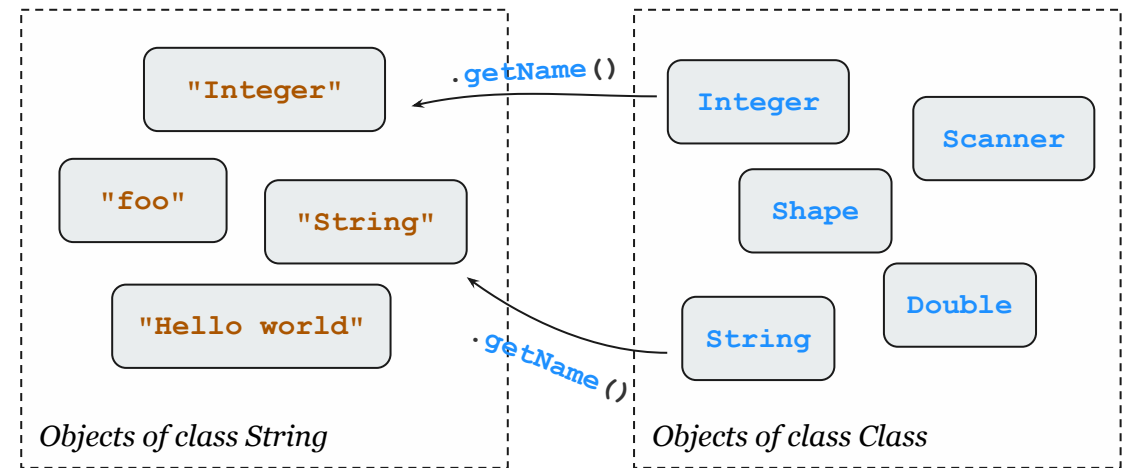 "Integer"
"foo"
"String"
"Hello world"
Objects of class String
.getName()
.getName()
Integer
Scanner
Shape
Double
String
Objects of class Class